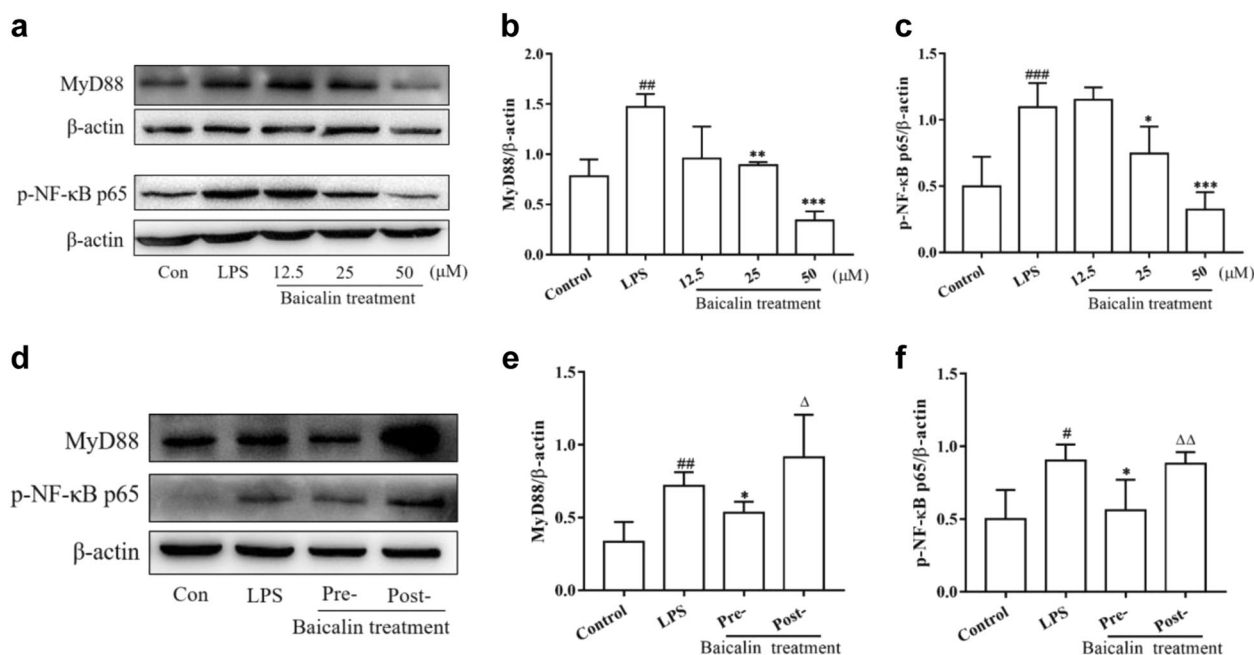 a
MyD88
β-actin
p-NF-κB p65
β-actin
Con LPS 12.5 25 50 (μM)
Baicalin treatment
b
MyD88/β-actin
2.0
1.5
1.0
0.5
0.0
##
**
***
Control LPS 12.5 25 50 (μM)
Baicalin treatment
c
p-NF-κB p65/β-actin
1.5
1.0
0.5
0.0
###
*
***
Control LPS 12.5 25 50 (μM)
Baicalin treatment
d
MyD88
p-NF-κB p65
β-actin
Con LPS Pre- Post-
Baicalin treatment
e
MyD88/β-actin
1.5
1.0
0.5
0.0
##
*
Δ
Control LPS Pre- Post-
Baicalin treatment
f
p-NF-κB p65/β-actin
1.5
1.0
0.5
0.0
#
*
ΔΔ
Control LPS Pre- Post-
Baicalin treatment